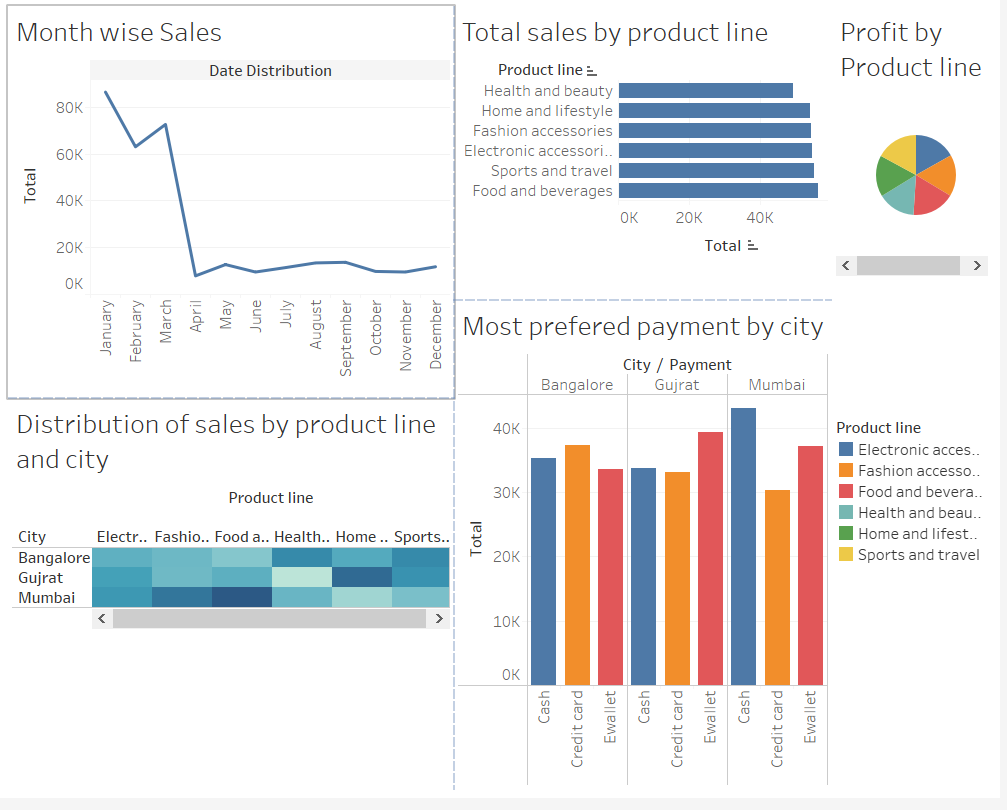 Month wise Sales
Date Distribution
Total
80K
60K
40K
20K
0K
January
February
March
April
May
June
July
August
September
October
November
December
Total sales by product line
Product line
Health and beauty
Home and lifestyle
Fashion accessories
Electronic accessori..
Sports and travel
Food and beverages
0K 20K 40K
Total
Profit by
Product line
Distribution of sales by product line
and city
Product line
City Electr.. Fashio.. Food a.. Health.. Home .. Sports..
Bangalore
Gujrat
Mumbai
Most prefered payment by city
City / Payment
Bangalore Gujrat Mumbai
Total
40K
30K
20K
10K
0K
Cash
Credit card
Ewallet
Cash
Credit card
Ewallet
Cash
Credit card
Ewallet
Product line
Electronic acces..
Fashion accesso..
Food and bevera..
Health and beau..
Home and lifest..
Sports and travel